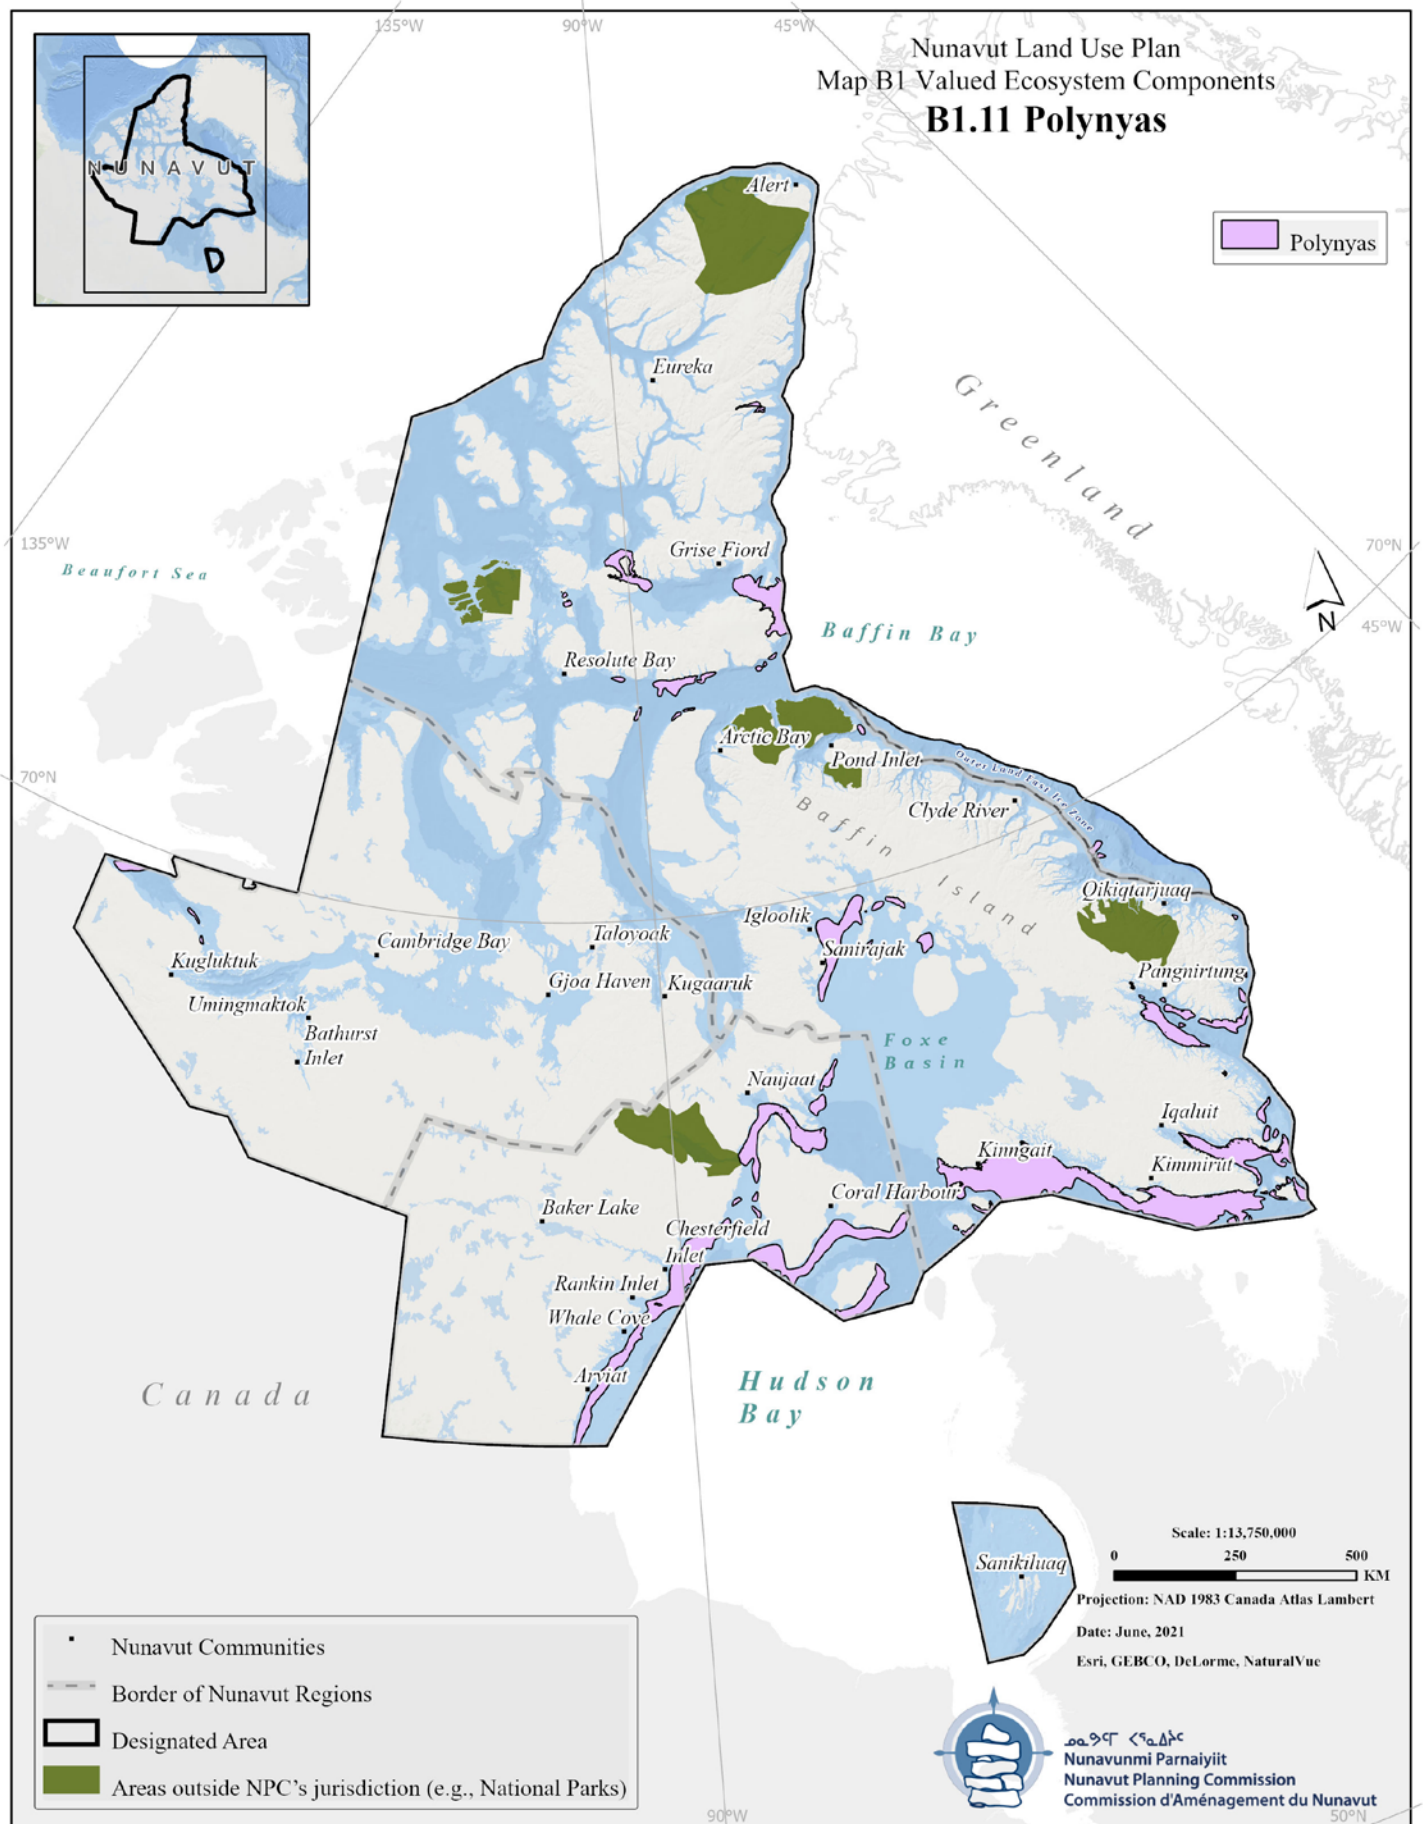 135°W
90°W
45°W
Nunavut Land Use Plan
Map B1 Valued Ecosystem Components
B1.11 Polynyas
NUNAVUT
Polynyas
Alert
Eureka
Greenland
135°W
Beaufort Sea
Grise Fiord
70°N
45°W
N
Baffin Bay
Resolute Bay
Arctic Bay
Pond Inlet
Outer Land Fast Ice Zone
70°N
Clyde River
Baffin
Island
Qikiqtarjuaq
Igloolik
Sanirajak
Taloyoak
Cambridge Bay
Kugluktuk
Pangnirtung
Gjoa Haven
Kugaaruk
Umingmaktok
Bathurst
Inlet
Foxe
Basin
Naujaat
Iqaluit
Kinngait
Kimmirut
Coral Harbour
Baker Lake
Chesterfield
Inlet
Rankin Inlet
Whale Cove
Arviat
Canada
Hudson
Bay
Sanikiluaq
Scale: 1:13,750,000
0 250 500
KM
Projection: NAD 1983 Canada Atlas Lambert
Date: June, 2021
Esri, GEBCO, DeLorme, NaturalVue
Nunavut Communities
Border of Nunavut Regions
Designated Area
Areas outside NPC's jurisdiction (e.g., National Parks)
ᓄᓇᕗᒻᒥ ᐸᕐᓇᐃᔨᑦ
Nunavunmi Parnaiyiit
Nunavut Planning Commission
Commission d'Aménagement du Nunavut
90°W
50°N